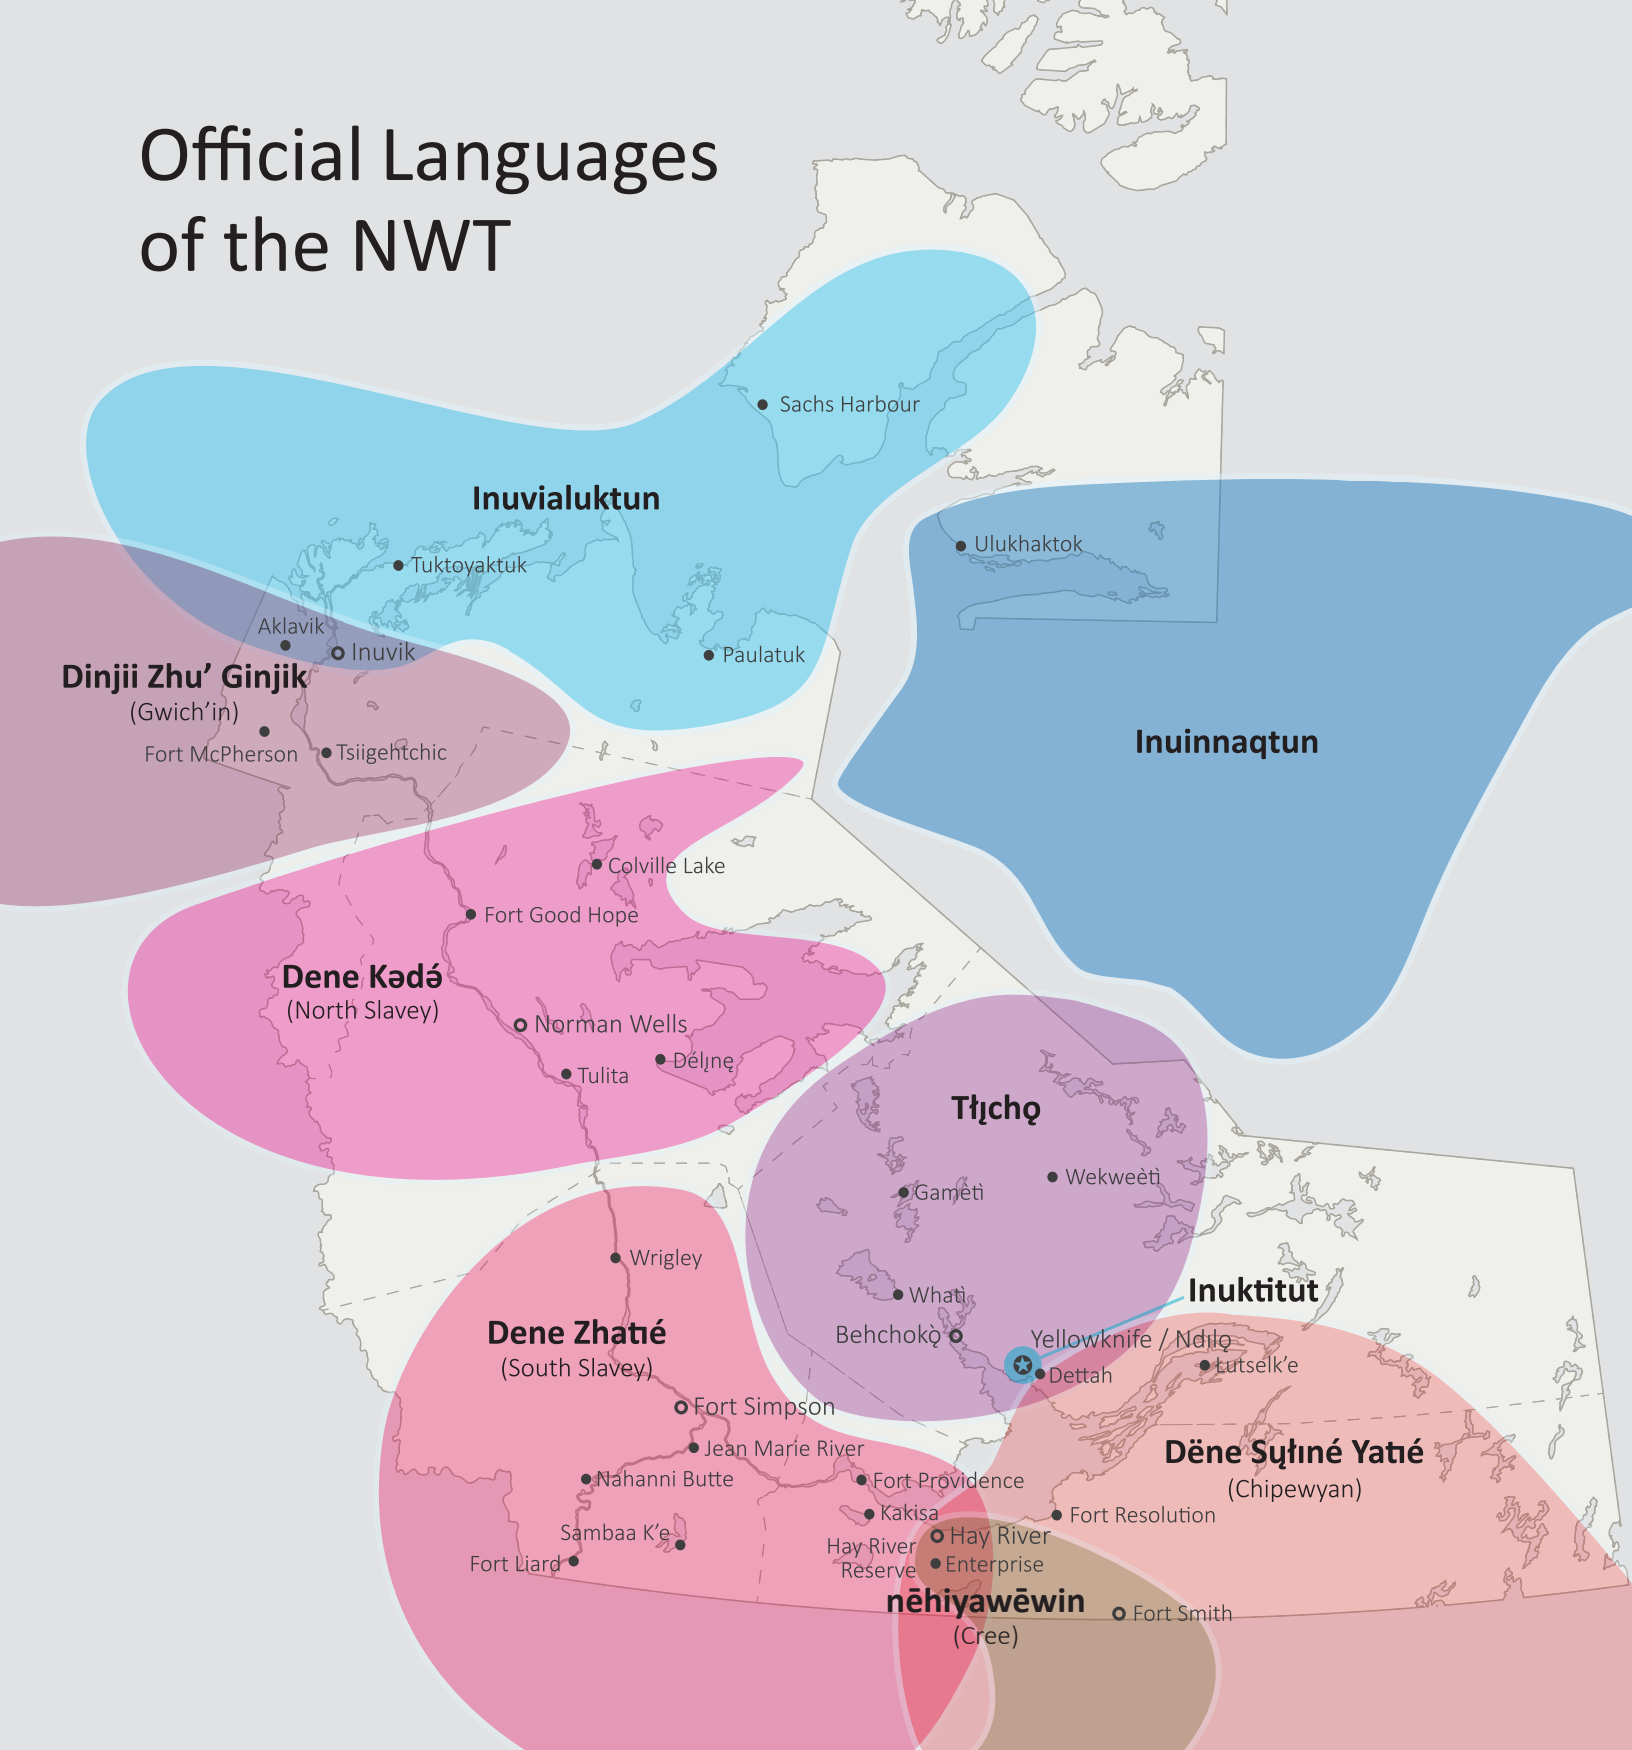 Official Languages
of the NWT
Sachs Harbour
Inuvialuktun
Ulukhaktok
Tuktoyaktuk
Aklavik
Inuvik
Paulatuk
Dinjii Zhu’ Ginjik
(Gwich’in)
Fort McPherson
Tsiigehtchic
Inuinnaqtun
Colville Lake
Fort Good Hope
Dene Kǝdǝ́
(North Slavey)
Norman Wells
Délı̨nę
Tulita
Tłı̨chǫ
Wekweètì
Gamètì
Wrigley
Whatì
Inuktitut
Behchokǫ̀
Yellowknife / Ndılǫ
Dettah
Łutselk’e
Dene Zhatıé
(South Slavey)
Fort Simpson
Jean Marie River
Nahanni Butte
Fort Providence
Dëne Sųłıné Yatıé
(Chipewyan)
Kakisa
Fort Resolution
Sambaa K’e
Hay River
Hay River
Reserve
Enterprise
Fort Liard
nēhiyawēwin
(Cree)
Fort Smith